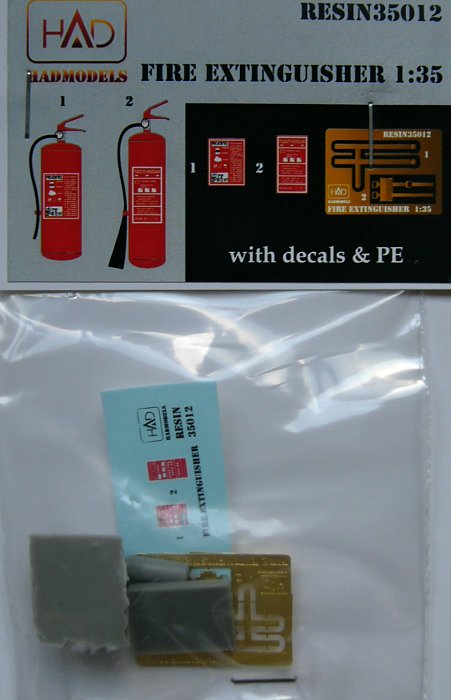 RESIN35012
HAD
HADMODELS
FIRE EXTINGUISHER 1:35
1
2
1
2
RESIN35012
1
2
HAD
FIRE EXTINGUISHER 1:35
with decals & PE
HAD
HADMODELS
RESIN
35012
2
1
FIRE EXTINGUISHER